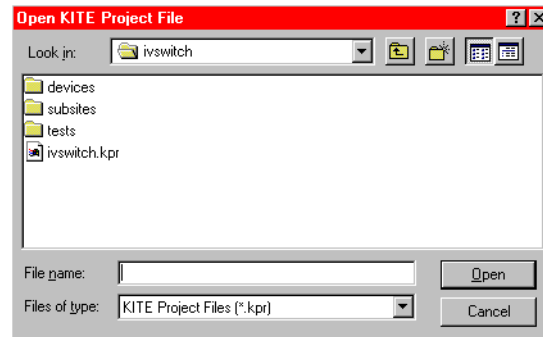 Open KITE Project File
Look in: ivswitch
devices
subsites
tests
ivswitch.kpr
File name: Open
Files of type: KITE Project Files (*.kpr) Cancel